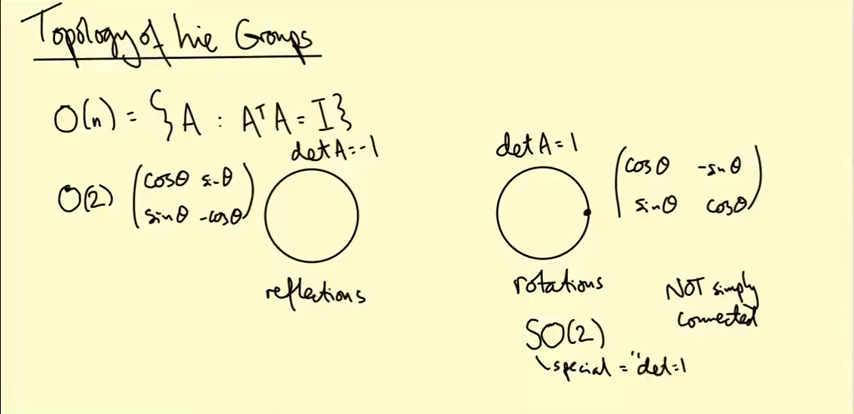 Topology of Lie Groups
O(n) = { A : AᵀA = I }
det A = -1
O(2) (cosθ sinθ
sinθ -cosθ)
reflections
det A = 1
(cosθ -sinθ
sinθ cosθ)
rotations
NOT simply
connected
SO(2)
special = "det=1